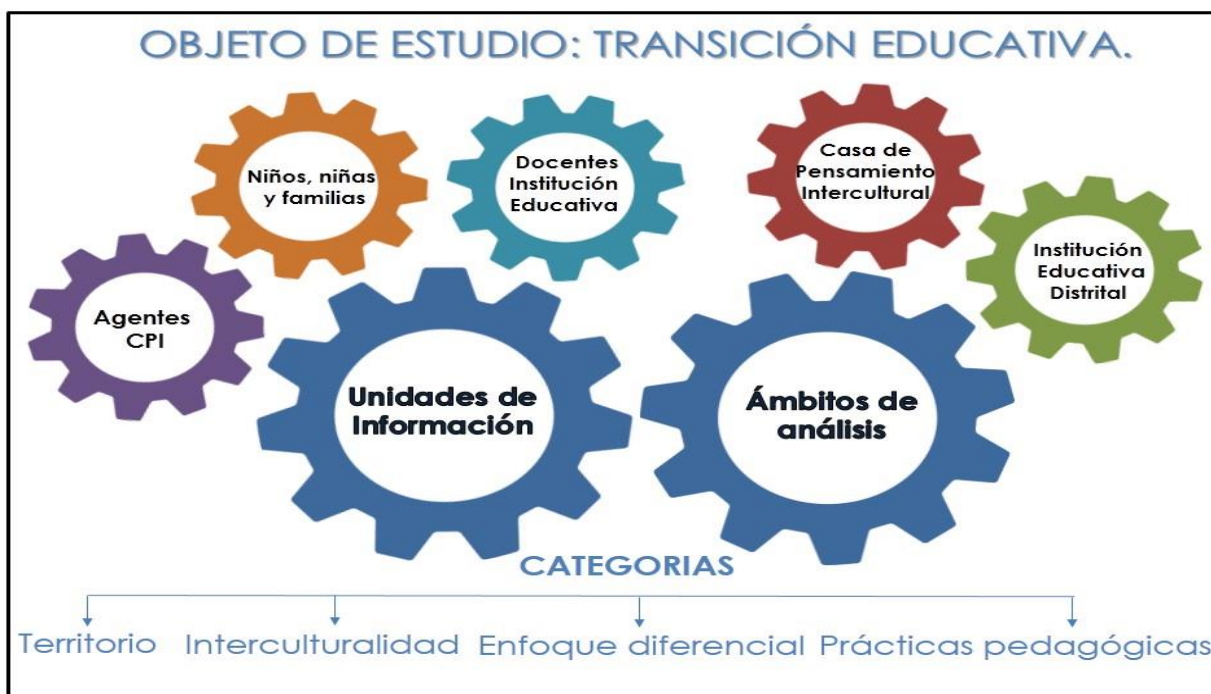 OBJETO DE ESTUDIO: TRANSICIÓN EDUCATIVA.
Niños, niñas
y familias
Docentes
Institución
Educativa
Casa de
Pensamiento
Intercultural
Institución
Educativa
Distrital
Agentes
CPI
Unidades de
Información
Ámbitos de
análisis
CATEGORIAS
Territorio
Interculturalidad
Enfoque diferencial
Prácticas pedagógicas